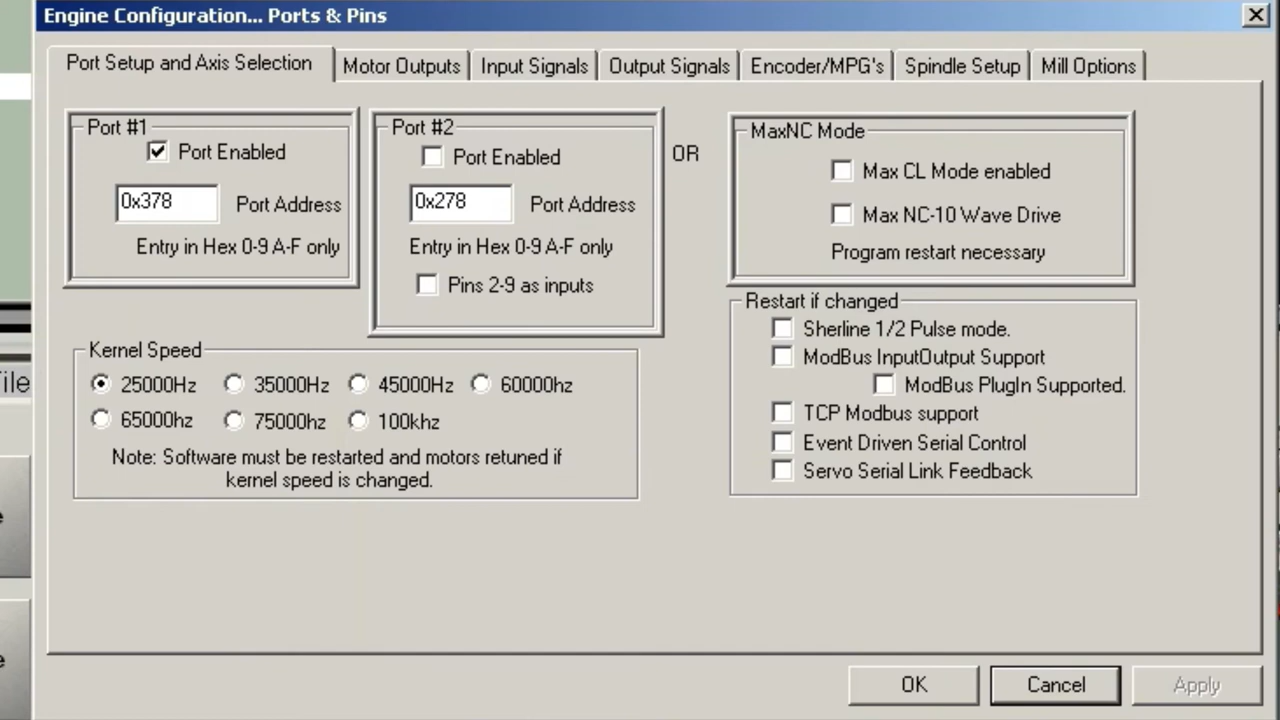 Engine Configuration... Ports & Pins
Port Setup and Axis Selection
Motor Outputs
Input Signals
Output Signals
Encoder/MPG's
Spindle Setup
Mill Options
Port #1
Port Enabled
0x378
Port Address
Entry in Hex 0-9 A-F only
Port #2
Port Enabled
0x278
Port Address
Entry in Hex 0-9 A-F only
Pins 2-9 as inputs
OR
MaxNC Mode
Max CL Mode enabled
Max NC-10 Wave Drive
Program restart necessary
Restart if changed
Sherline 1/2 Pulse mode.
ModBus InputOutput Support
ModBus PlugIn Supported.
TCP Modbus support
Event Driven Serial Control
Servo Serial Link Feedback
Kernel Speed
25000Hz
35000Hz
45000Hz
60000hz
65000hz
75000hz
100khz
Note: Software must be restarted and motors retuned if
kernel speed is changed.
OK
Cancel
Apply